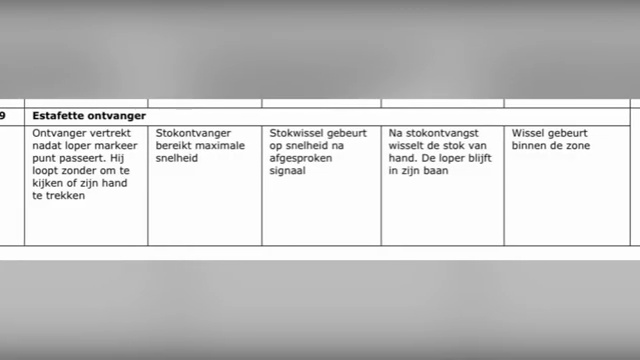 9 Estafette ontvanger
Ontvanger vertrekt
nadat loper markeer
punt passeert. Hij
loopt zonder om te
kijken of zijn hand
te trekken
Stokontvanger
bereikt maximale
snelheid
Stokwissel gebeurt
op snelheid na
afgesproken
signaal
Na stokontvangst
wisselt de stok van
hand. De loper blijft
in zijn baan
Wissel gebeurt
binnen de zone